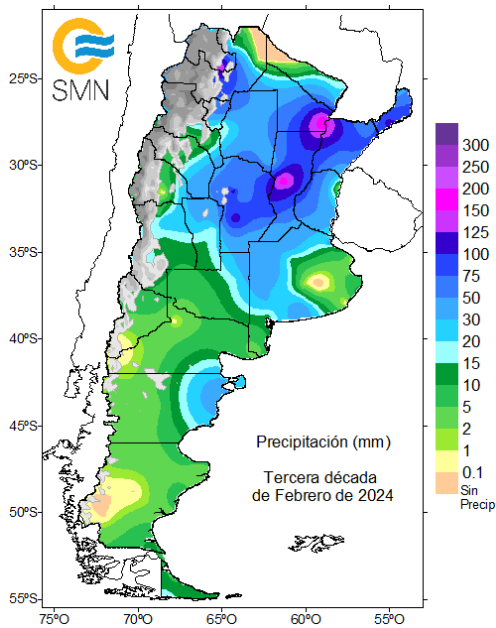 SMN
25ºS
30ºS
35ºS
40ºS
45ºS
50ºS
55ºS
75ºO
70ºO
65ºO
60ºO
55ºO
300
250
200
150
125
100
75
50
30
20
15
10
5
2
1
0.1
Sin
Precip
Precipitación (mm)
Tercera década
de Febrero de 2024